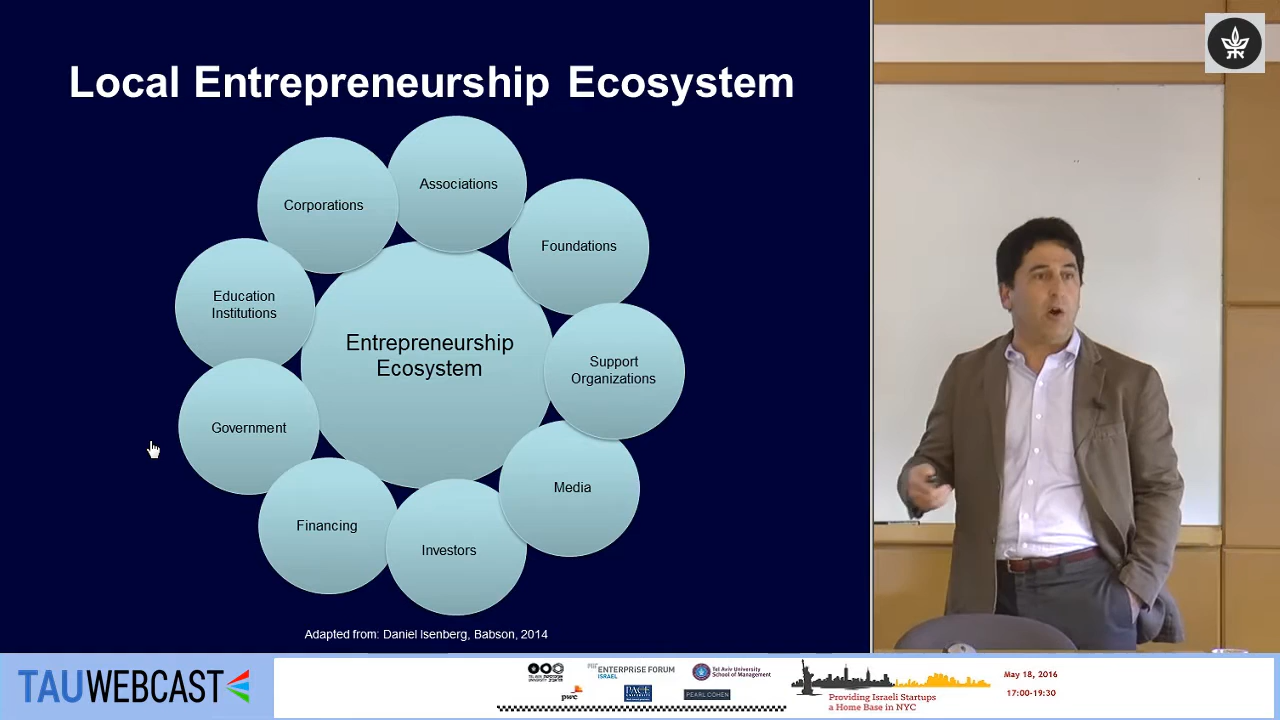 Local Entrepreneurship Ecosystem
Associations
Corporations
Foundations
Education
Institutions
Entrepreneurship
Ecosystem
Support
Organizations
Government
Media
Financing
Investors
Adapted from: Daniel Isenberg, Babson, 2014
TAUWEBCAST
MIT ENTERPRISE FORUM
ISRAEL
Tel Aviv University
School of Management
pwc
PACE
UNIVERSITY
PEARL COHEN
Providing Israeli Startups
a Home Base in NYC
May 18, 2016
17:00-19:30